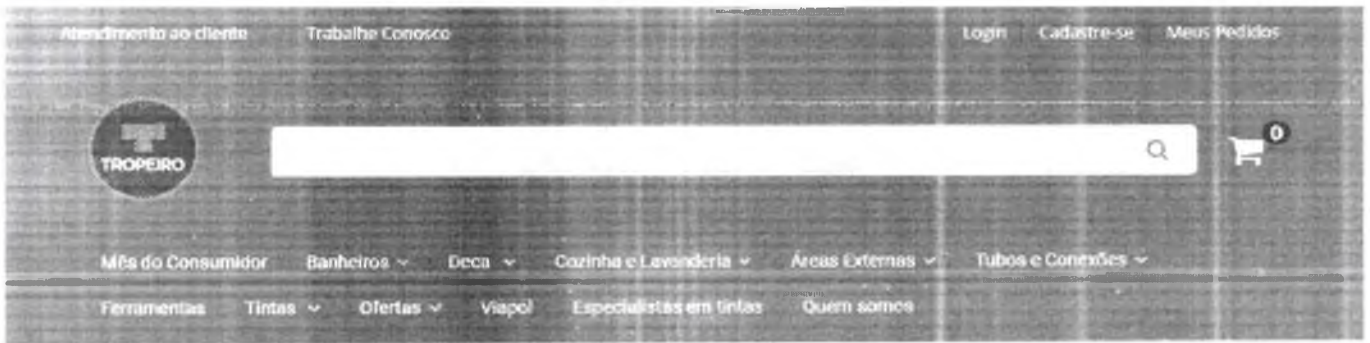 Atendimento ao cliente Trabalhe Conosco Login Cadastre-se Meus Pedidos
TROPEIRO
0
Mês do Consumidor Banheiros Deca Cozinha e Lavanderia Áreas Externas Tubos e Conexões
Ferramentas Tintas Ofertas Viapol Especialistas em tintas Quem somos